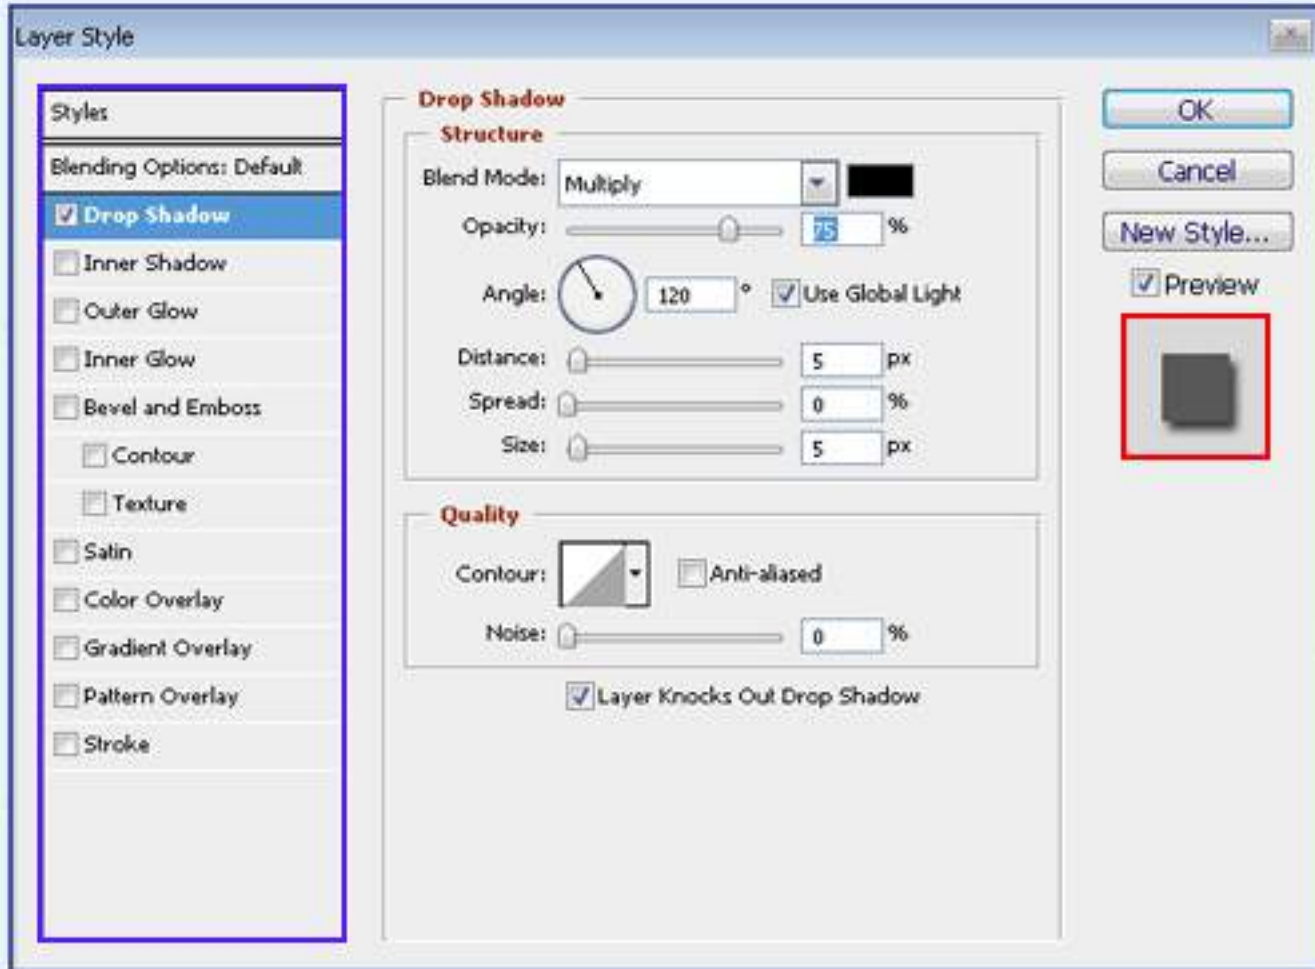 Layer Style
Styles
Blending Options: Default
Drop Shadow
Inner Shadow
Outer Glow
Inner Glow
Bevel and Emboss
Contour
Texture
Satin
Color Overlay
Gradient Overlay
Pattern Overlay
Stroke
Drop Shadow
Structure
Blend Mode: Multiply
Opacity: 75 %
Angle: 120 ° Use Global Light
Distance: 5 px
Spread: 0 %
Size: 5 px
Quality
Contour: Anti-aliased
Noise: 0 %
Layer Knocks Out Drop Shadow
OK
Cancel
New Style...
Preview